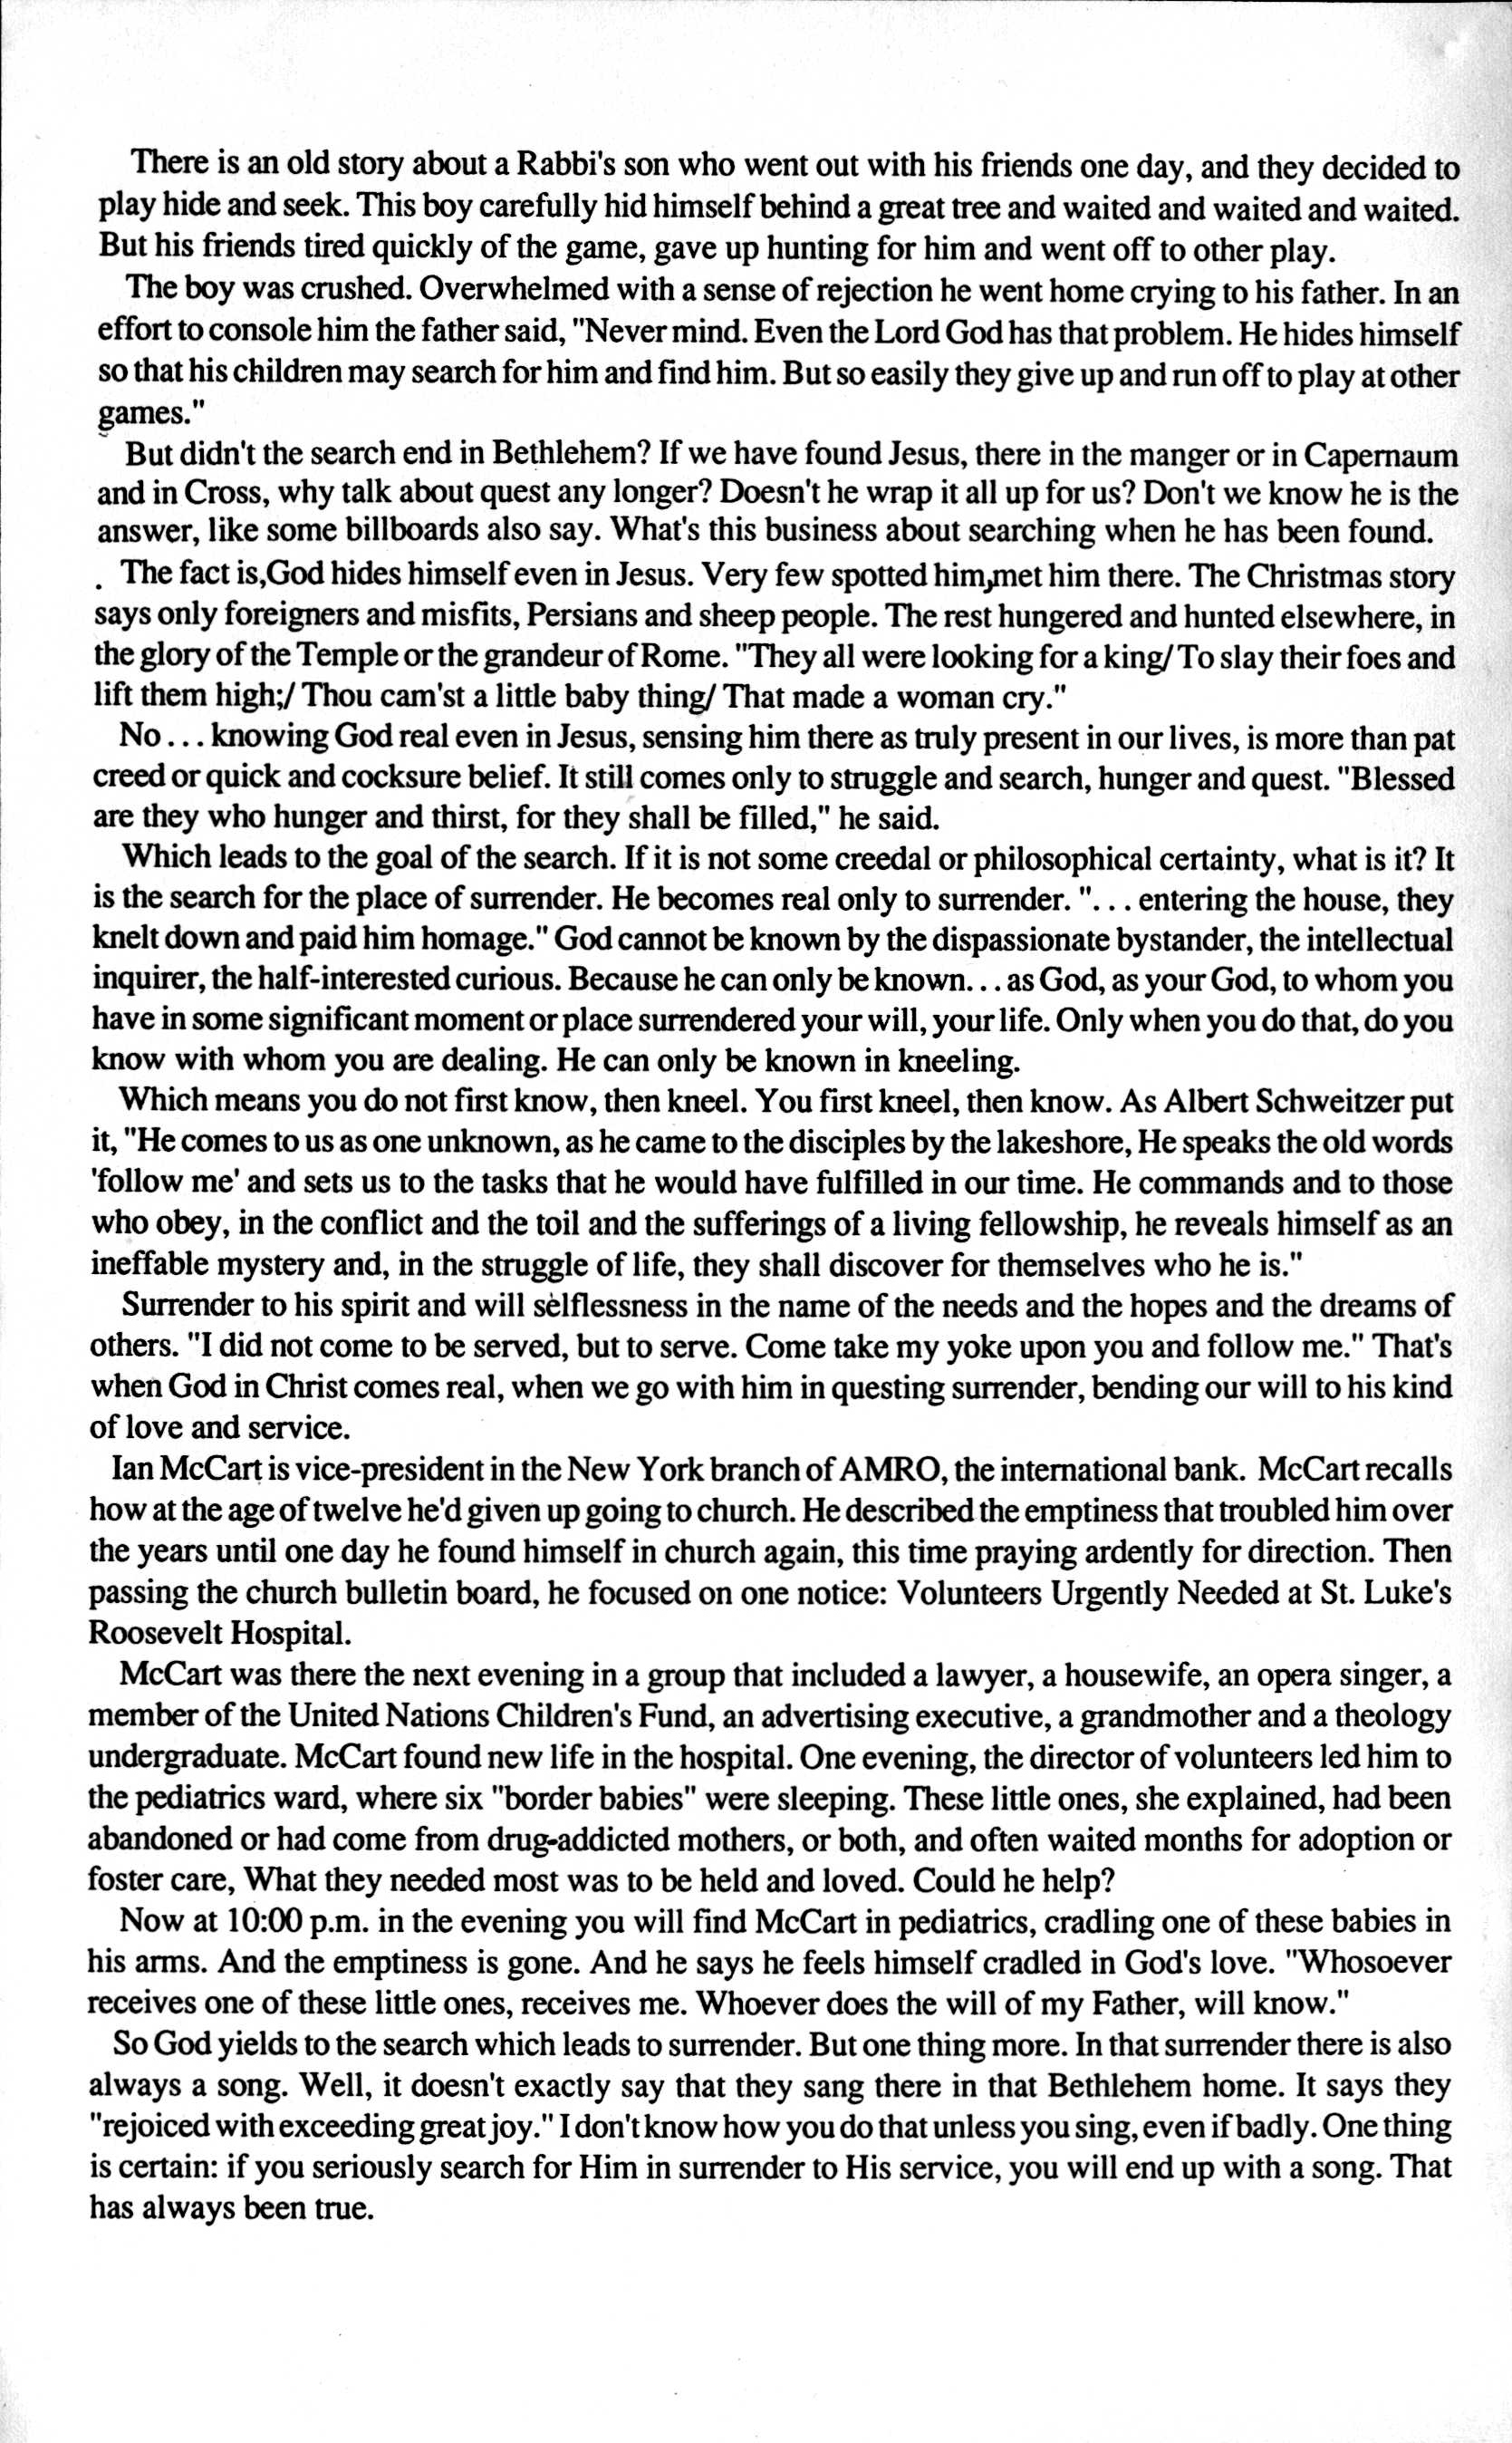 There is an old story about a Rabbi's son who went out with his friends one day, and they decided to
play hide and seek. This boy carefully hid himself behind a great tree and waited and waited and waited.
But his friends tired quickly of the game, gave up hunting for him and went off to other play.
The boy was crushed. Overwhelmed with a sense of rejection he went home crying to his father. In an
effort to console him the father said, "Never mind. Even the Lord God has that problem. He hides himself
so that his children may search for him and find him. But so easily they give up and run off to play at other
games."
But didn't the search end in Bethlehem? If we have found Jesus, there in the manger or in Capernaum
and in Cross, why talk about quest any longer? Doesn't he wrap it all up for us? Don't we know he is the
answer, like some billboards also say. What's this business about searching when he has been found.
. The fact is,God hides himself even in Jesus. Very few spotted him,met him there. The Christmas story
says only foreigners and misfits, Persians and sheep people. The rest hungered and hunted elsewhere, in
the glory of the Temple or the grandeur of Rome. "They all were looking for a king/ To slay their foes and
lift them high;/ Thou cam'st a little baby thing/ That made a woman cry."
No . . . knowing God real even in Jesus, sensing him there as truly present in our lives, is more than pat
creed or quick and cocksure belief. It still comes only to struggle and search, hunger and quest. "Blessed
are they who hunger and thirst, for they shall be filled," he said.
Which leads to the goal of the search. If it is not some creedal or philosophical certainty, what is it? It
is the search for the place of surrender. He becomes real only to surrender. ". . . entering the house, they
knelt down and paid him homage." God cannot be known by the dispassionate bystander, the intellectual
inquirer, the half-interested curious. Because he can only be known. . . as God, as your God, to whom you
have in some significant moment or place surrendered your will, your life. Only when you do that, do you
know with whom you are dealing. He can only be known in kneeling.
Which means you do not first know, then kneel. You first kneel, then know. As Albert Schweitzer put
it, "He comes to us as one unknown, as he came to the disciples by the lakeshore, He speaks the old words
'follow me' and sets us to the tasks that he would have fulfilled in our time. He commands and to those
who obey, in the conflict and the toil and the sufferings of a living fellowship, he reveals himself as an
ineffable mystery and, in the struggle of life, they shall discover for themselves who he is."
Surrender to his spirit and will selflessness in the name of the needs and the hopes and the dreams of
others. "I did not come to be served, but to serve. Come take my yoke upon you and follow me." That's
when God in Christ comes real, when we go with him in questing surrender, bending our will to his kind
of love and service.
Ian McCart is vice-president in the New York branch of AMRO, the international bank. McCart recalls
how at the age of twelve he'd given up going to church. He described the emptiness that troubled him over
the years until one day he found himself in church again, this time praying ardently for direction. Then
passing the church bulletin board, he focused on one notice: Volunteers Urgently Needed at St. Luke's
Roosevelt Hospital.
McCart was there the next evening in a group that included a lawyer, a housewife, an opera singer, a
member of the United Nations Children's Fund, an advertising executive, a grandmother and a theology
undergraduate. McCart found new life in the hospital. One evening, the director of volunteers led him to
the pediatrics ward, where six "border babies" were sleeping. These little ones, she explained, had been
abandoned or had come from drug-addicted mothers, or both, and often waited months for adoption or
foster care, What they needed most was to be held and loved. Could he help?
Now at 10:00 p.m. in the evening you will find McCart in pediatrics, cradling one of these babies in
his arms. And the emptiness is gone. And he says he feels himself cradled in God's love. "Whosoever
receives one of these little ones, receives me. Whoever does the will of my Father, will know."
So God yields to the search which leads to surrender. But one thing more. In that surrender there is also
always a song. Well, it doesn't exactly say that they sang there in that Bethlehem home. It says they
"rejoiced with exceeding great joy." I don't know how you do that unless you sing, even if badly. One thing
is certain: if you seriously search for Him in surrender to His service, you will end up with a song. That
has always been true.